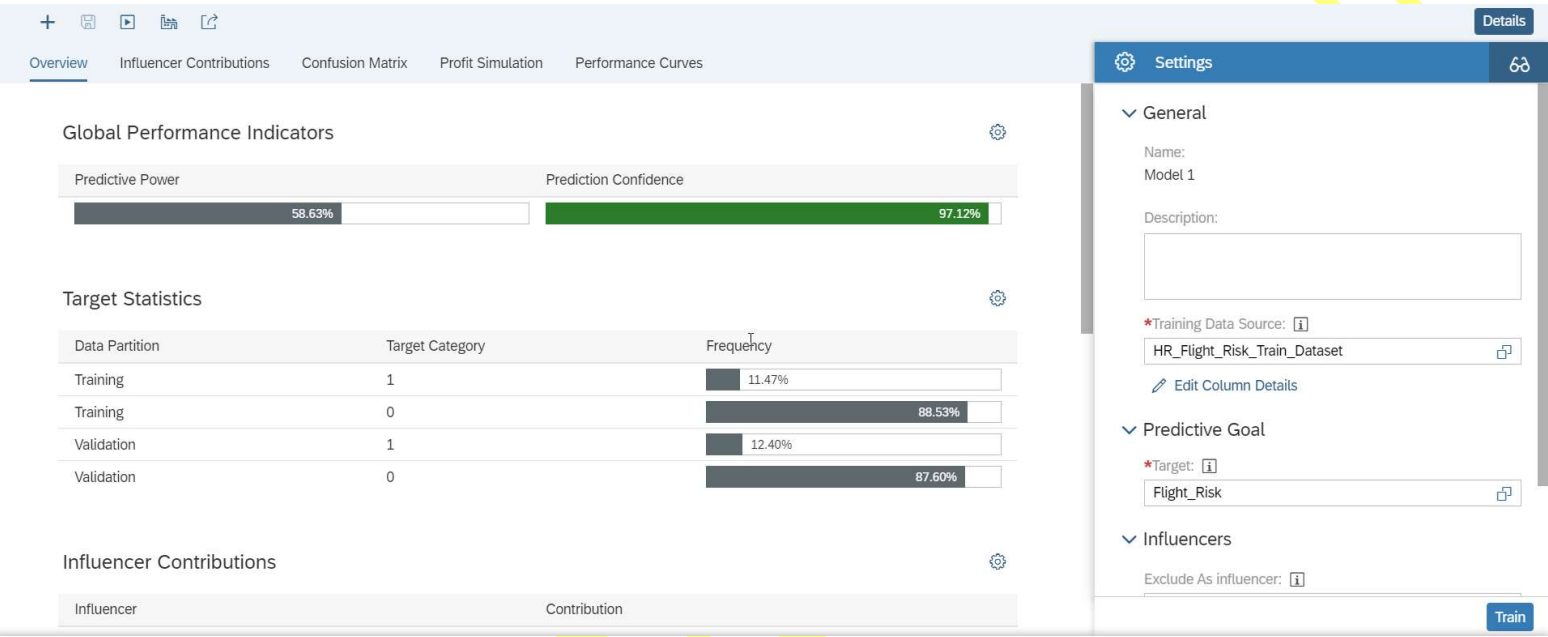 Details
Overview Influencer Contributions Confusion Matrix Profit Simulation Performance Curves
Global Performance Indicators
Predictive Power Prediction Confidence
58.63% 97.12%
Target Statistics
Data Partition Target Category Frequency
Training 1 11.47%
Training 0 88.53%
Validation 1 12.40%
Validation 0 87.60%
Influencer Contributions
Influencer Contribution
Settings
General
Name:
Model 1
Description:
*Training Data Source:
HR_Flight_Risk_Train_Dataset
Edit Column Details
Predictive Goal
*Target:
Flight_Risk
Influencers
Exclude As influencer:
Train